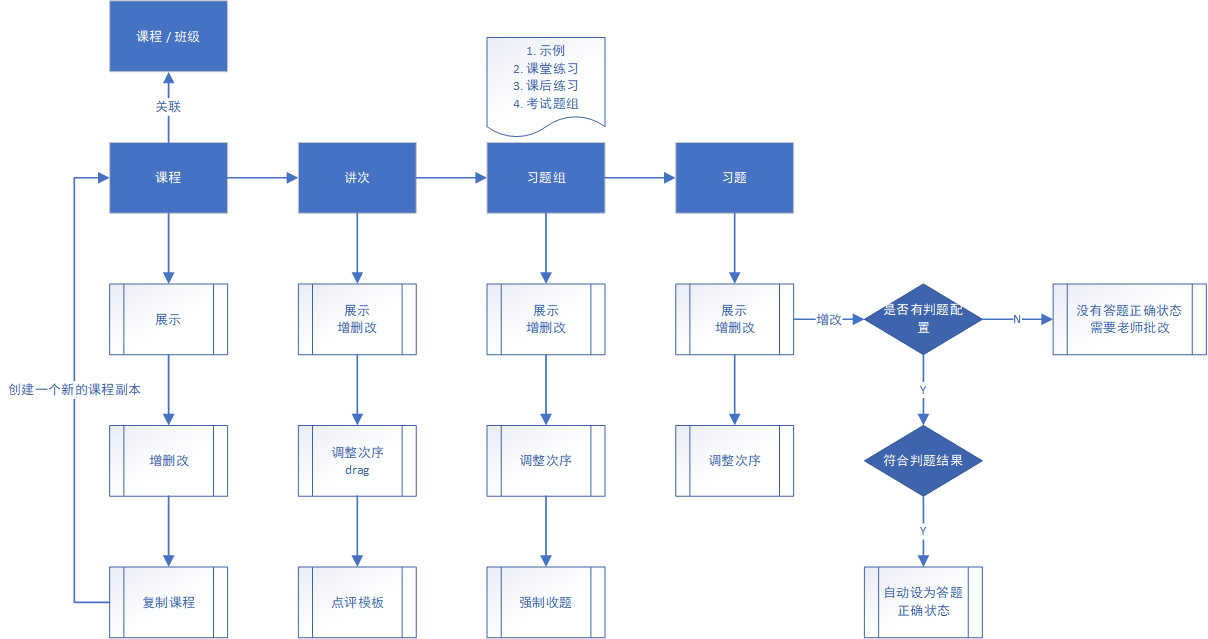 课程 / 班级
关联
1. 示例
2. 课堂练习
3. 课后练习
4. 考试题组
课程
讲次
习题组
习题
展示
展示
增删改
展示
增删改
展示
增删改
增改
是否有判题配
置
N
没有答题正确状态
需要老师批改
创建一个新的课程副本
Y
增删改
调整次序
drag
调整次序
调整次序
符合判题结果
Y
复制课程
点评模板
强制收题
自动设为答题
正确状态